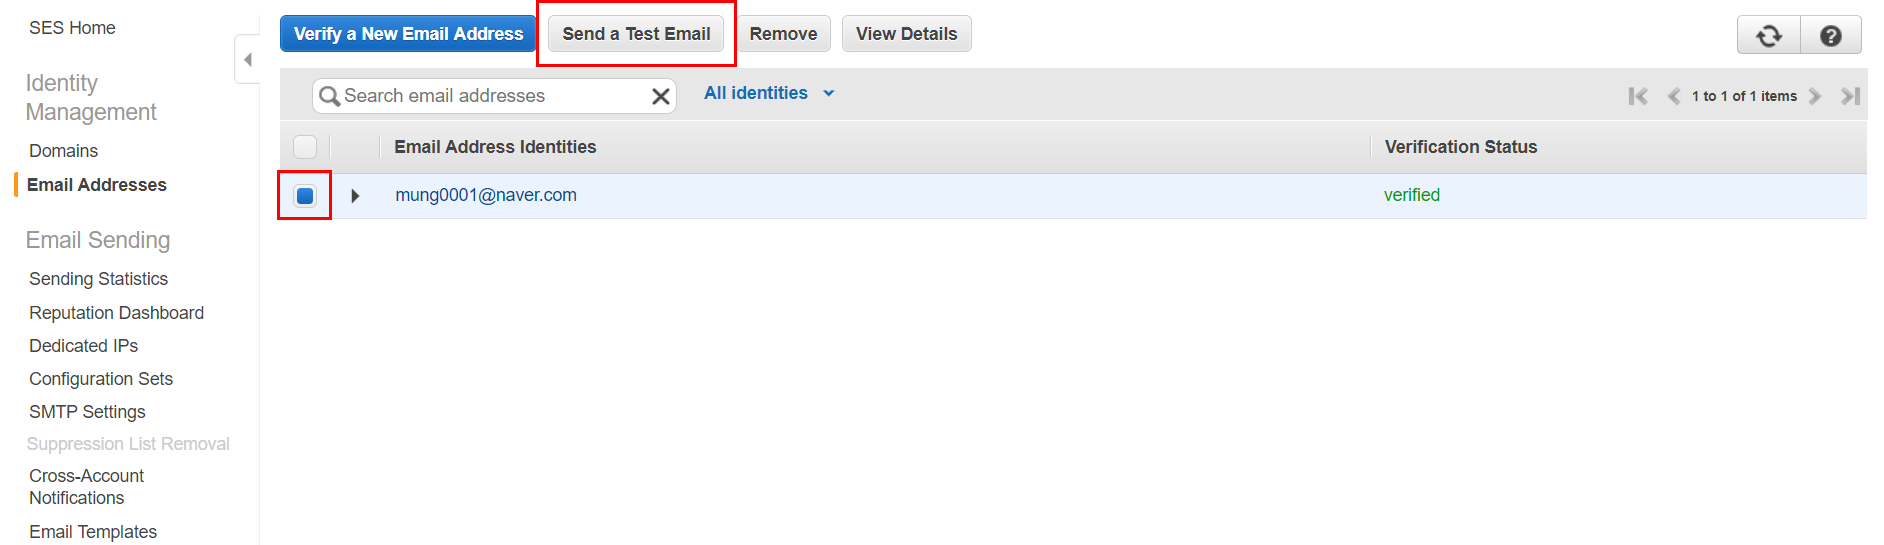 SES Home
Identity
Management
Domains
Email Addresses
Email Sending
Sending Statistics
Reputation Dashboard
Dedicated IPs
Configuration Sets
SMTP Settings
Suppression List Removal
Cross-Account
Notifications
Email Templates
Verify a New Email Address Send a Test Email Remove View Details
Search email addresses All identities 1 to 1 of 1 items
Email Address Identities Verification Status
mung0001@naver.com verified